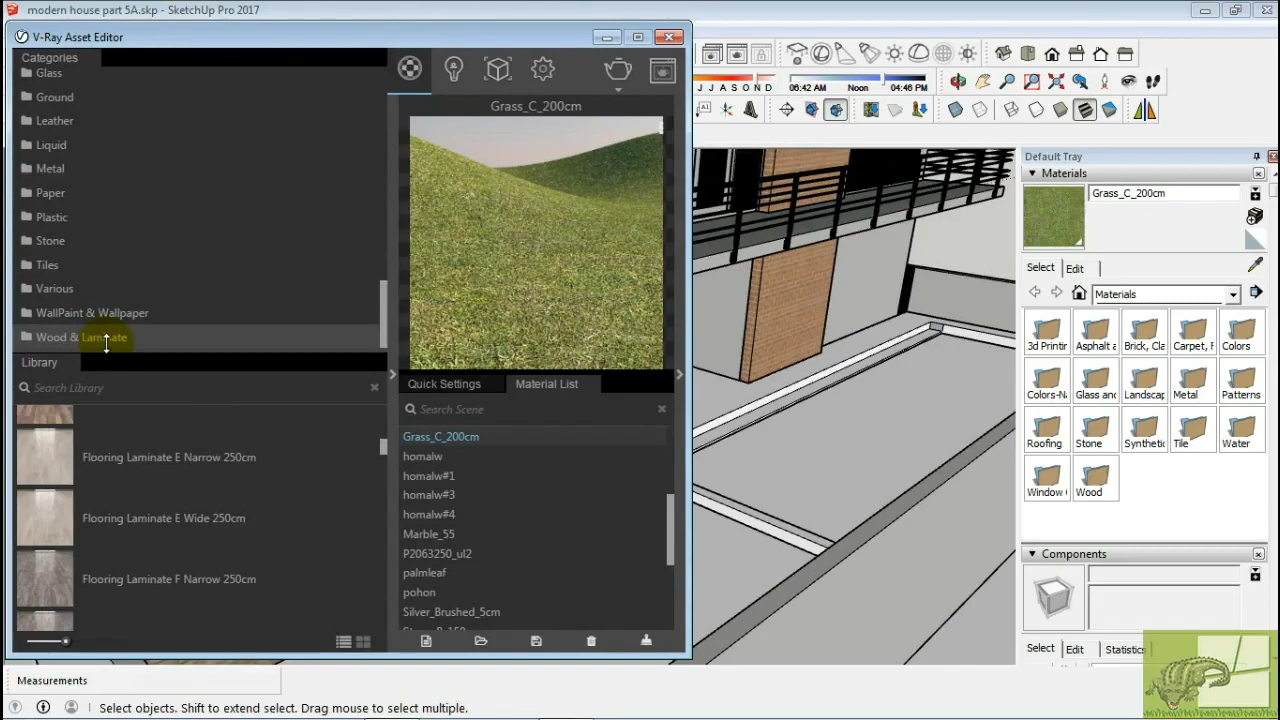 modern house part 5A.skp - SketchUp Pro 2017
V-Ray Asset Editor
Categories
Glass
Ground
Leather
Liquid
Metal
Paper
Plastic
Stone
Tiles
Various
WallPaint & Wallpaper
Wood & Laminate
Library
Search Library
Flooring Laminate E Narrow 250cm
Flooring Laminate E Wide 250cm
Flooring Laminate F Narrow 250cm
Grass_C_200cm
Quick Settings
Material List
Search Scene
Grass_C_200cm
homalw
homalw#1
homalw#3
homalw#4
Marble_55
P2063250_ul2
palmleaf
pohon
Silver_Brushed_5cm
J J A S O N D
06:42 AM
Noon
04:46 PM
Default Tray
Materials
Grass_C_200cm
Select
Edit
Materials
3d Printin
Asphalt a
Brick, Cla
Carpet, F
Colors
Colors-Na
Glass and
Landscap
Metal
Patterns
Roofing
Stone
Synthetic
Tile
Water
Window C
Wood
Components
Select
Edit
Statistics
Measurements
Select objects. Shift to extend select. Drag mouse to select multiple.